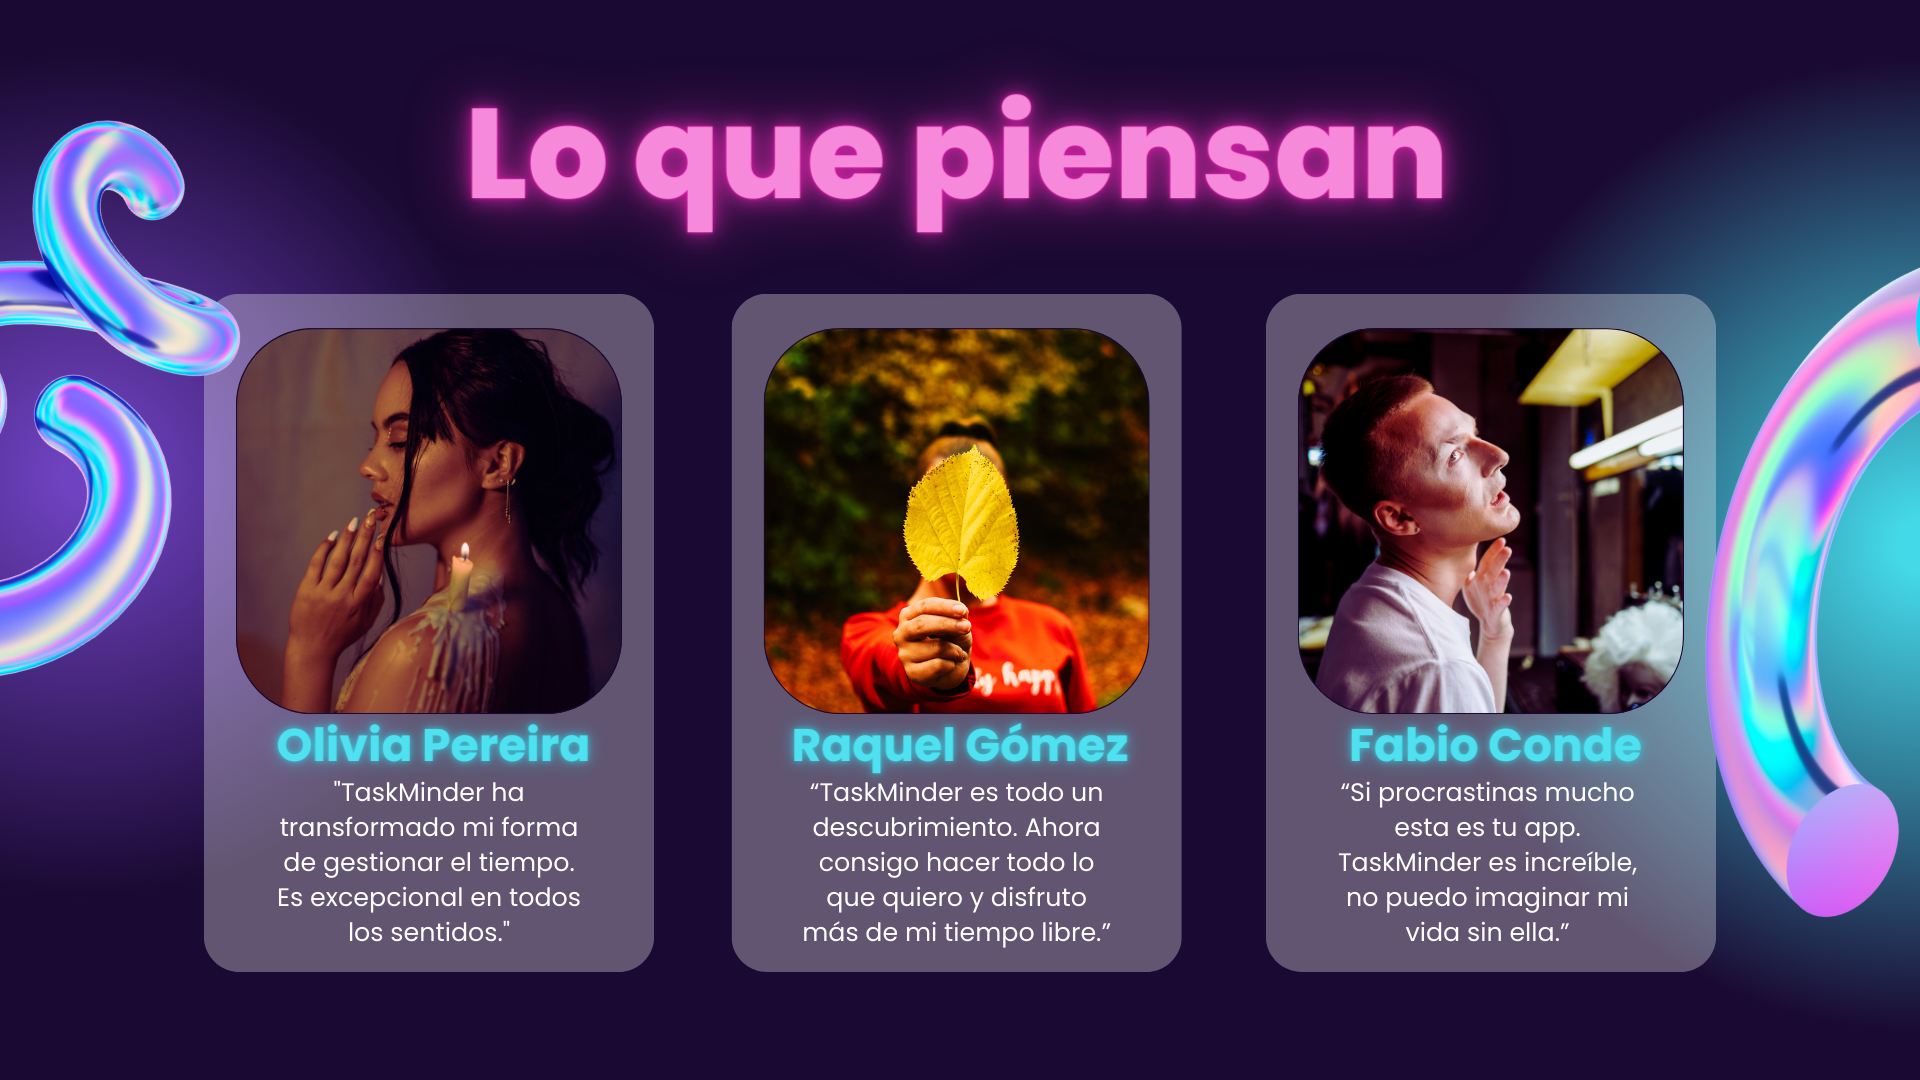 Lo que piensan
Olivia Pereira
"TaskMinder ha
transformado mi forma
de gestionar el tiempo.
Es excepcional en todos
los sentidos."
Raquel Gómez
“TaskMinder es todo un
descubrimiento. Ahora
consigo hacer todo lo
que quiero y disfruto
más de mi tiempo libre.”
Fabio Conde
“Si procrastinas mucho
esta es tu app.
TaskMinder es increíble,
no puedo imaginar mi
vida sin ella.”